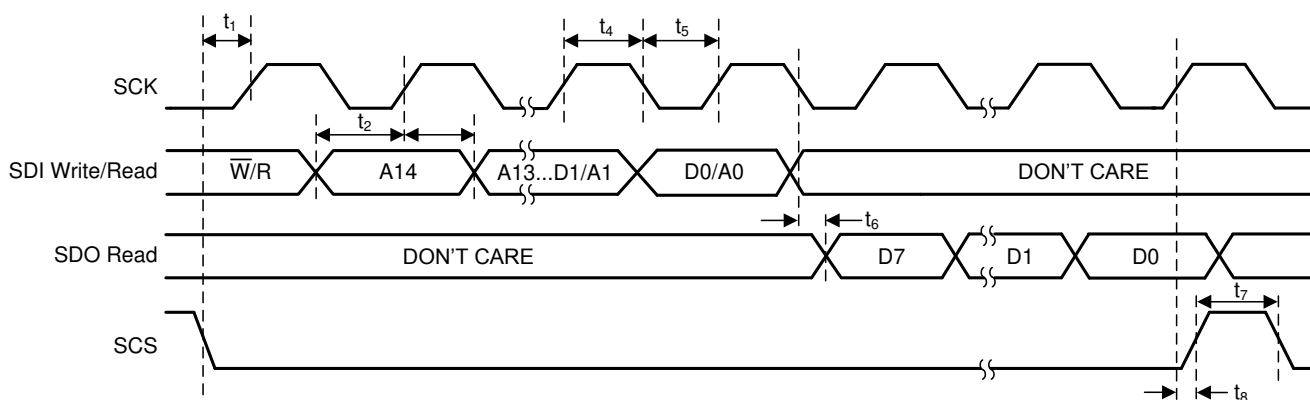 t1 t4 t5
SCK
t2
SDI Write/Read W̅/R A14 A13...D1/A1 D0/A0 DON'T CARE
t6
SDO Read DON'T CARE D7 D1 D0
t7
SCS
t8